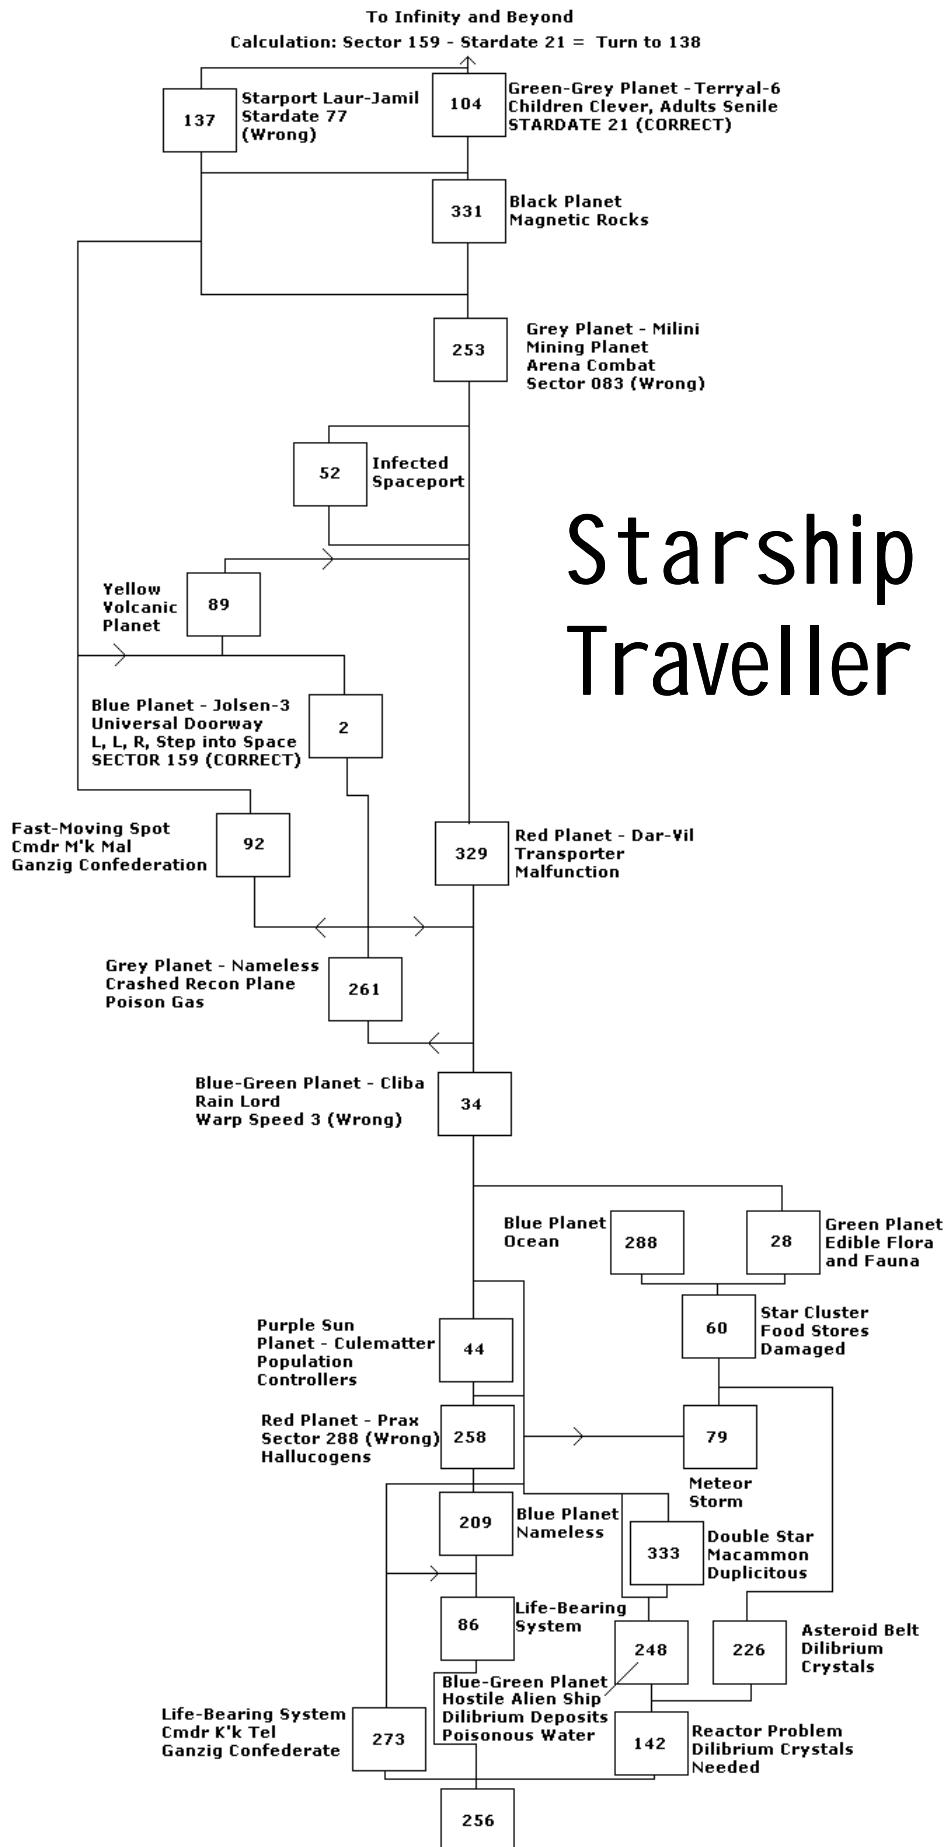 To Infinity and Beyond
Calculation: Sector 159 - Stardate 21 = Turn to 138
137
Starport Laur-Jamil
Stardate 77
(Wrong)
104
Green-Grey Planet - Terryal-6
Children Clever, Adults Senile
STARDATE 21 (CORRECT)
331
Black Planet
Magnetic Rocks
253
Grey Planet - Milini
Mining Planet
Arena Combat
Sector 083 (Wrong)
52
Infected
Spaceport
Starship
Traveller
Yellow
Volcanic
Planet
89
Blue Planet - Jolsen-3
Universal Doorway
L, L, R, Step into Space
SECTOR 159 (CORRECT)
2
Fast-Moving Spot
Cmdr M'k Mal
Ganzig Confederation
92
329
Red Planet - Dar-Vil
Transporter
Malfunction
Grey Planet - Nameless
Crashed Recon Plane
Poison Gas
261
Blue-Green Planet - Cliba
Rain Lord
Warp Speed 3 (Wrong)
34
Blue Planet
Ocean
288
28
Green Planet
Edible Flora
and Fauna
Purple Sun
Planet - Culematter
Population
Controllers
44
60
Star Cluster
Food Stores
Damaged
Red Planet - Prax
Sector 288 (Wrong)
Hallucogens
258
79
Meteor
Storm
209
Blue Planet
Nameless
333
Double Star
Macammon
Duplicitous
86
Life-Bearing
System
248
226
Asteroid Belt
Dilibrium
Crystals
Blue-Green Planet
Hostile Alien Ship
Dilibrium Deposits
Poisonous Water
Life-Bearing System
Cmdr K'k Tel
Ganzig Confederate
273
142
Reactor Problem
Dilibrium Crystals
Needed
256